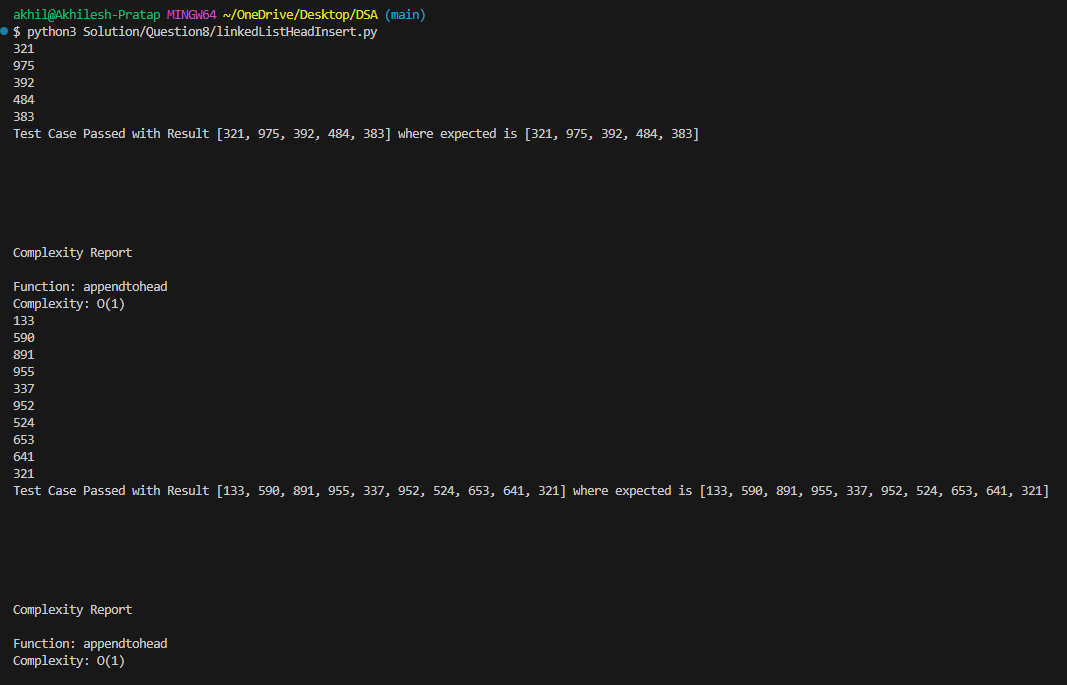 akhil@Akhilesh-Pratap MINGW64 ~/OneDrive/Desktop/DSA (main)
$ python3 Solution/Question8/linkedListHeadInsert.py
321
975
392
484
383
Test Case Passed with Result [321, 975, 392, 484, 383] where expected is [321, 975, 392, 484, 383]
Complexity Report
Function: appendtohead
Complexity: O(1)
133
590
891
955
337
952
524
653
641
321
Test Case Passed with Result [133, 590, 891, 955, 337, 952, 524, 653, 641, 321] where expected is [133, 590, 891, 955, 337, 952, 524, 653, 641, 321]
Complexity Report
Function: appendtohead
Complexity: O(1)